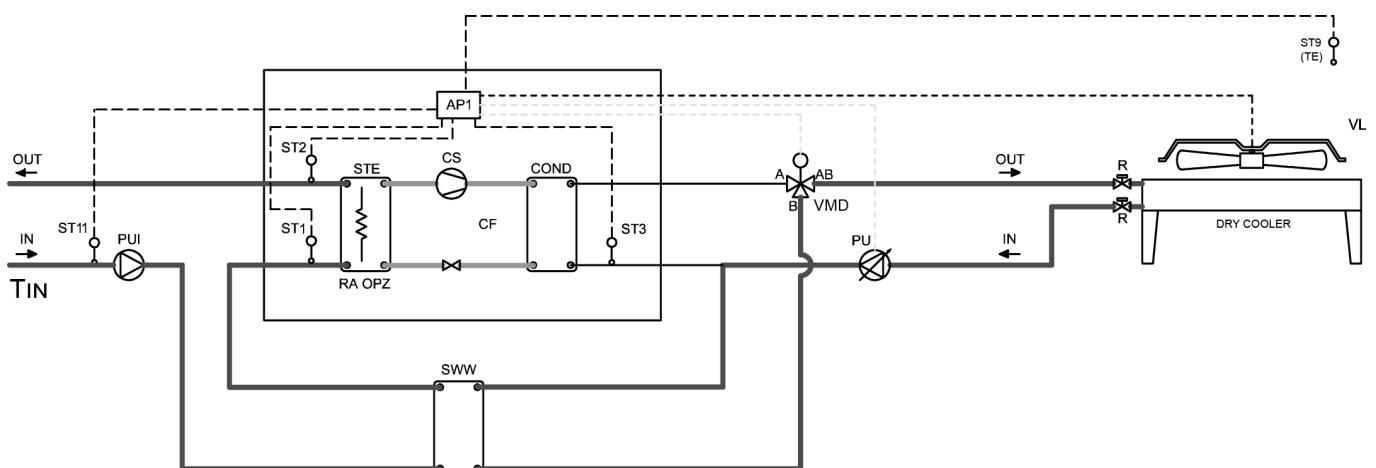 ST9
(TE)
AP1
VL
ST2
CS
OUT
STE
COND
A
AB
OUT
R
B
VMD
ST11
PUI
ST1
CF
ST3
PU
R
DRY COOLER
IN
IN
TIN
RA OPZ
SWW